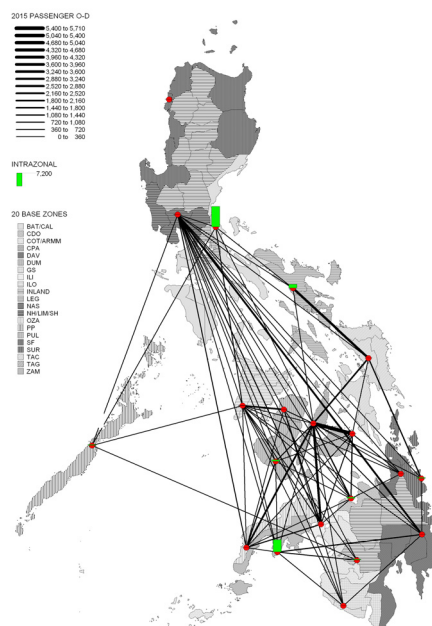 2015 PASSENGER O-D
5,400 to 5,710
5,040 to 5,400
4,680 to 5,040
4,320 to 4,680
3,960 to 4,320
3,600 to 3,960
3,240 to 3,600
2,880 to 3,240
2,520 to 2,880
2,160 to 2,520
1,800 to 2,160
1,440 to 1,800
1,080 to 1,440
720 to 1,080
360 to 720
0 to 360
INTRAZONAL
7,200
20 BASE ZONES
BAT/CAL
CDO
COT/ARMM
CPA
DAV
DUM
GS
ILI
ILO
INLAND
LEG
NAS
NH/LIM/SH
OZA
PP
PUL
SF
SUR
TAC
TAG
ZAM